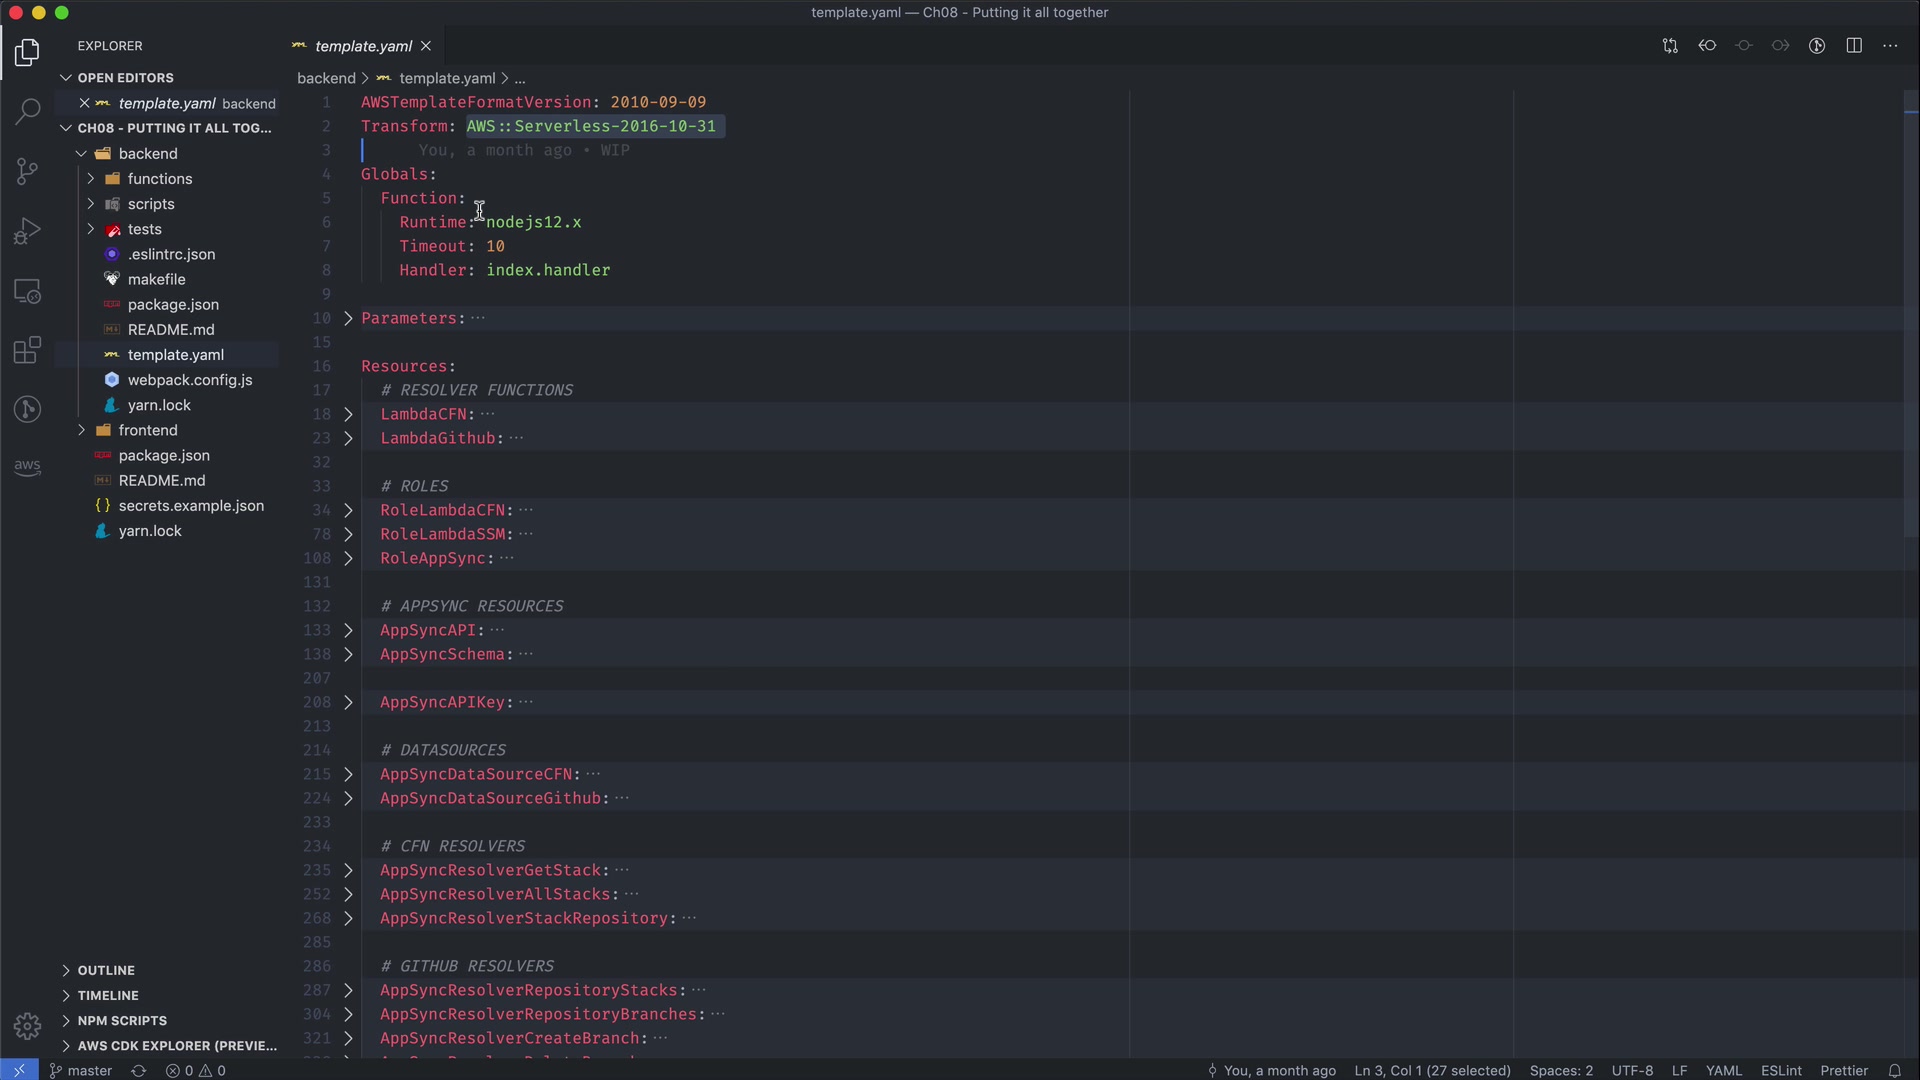 template.yaml — Ch08 - Putting it all together
EXPLORER
OPEN EDITORS
template.yaml backend
CH08 - PUTTING IT ALL TOG...
backend
functions
scripts
tests
.eslintrc.json
makefile
package.json
README.md
template.yaml
webpack.config.js
yarn.lock
frontend
package.json
README.md
secrets.example.json
yarn.lock
aws
OUTLINE
TIMELINE
NPM SCRIPTS
AWS CDK EXPLORER (PREVIE...
template.yaml
backend > template.yaml > ...
1 AWSTemplateFormatVersion: 2010-09-09
2 Transform: AWS::Serverless-2016-10-31
3 You, a month ago • WIP
4 Globals:
5 Function:
6 Runtime: nodejs12.x
7 Timeout: 10
8 Handler: index.handler
9
10 Parameters: ...
15
16 Resources:
17 # RESOLVER FUNCTIONS
18 LambdaCFN: ...
23 LambdaGithub: ...
32
33 # ROLES
34 RoleLambdaCFN: ...
78 RoleLambdaSSM: ...
108 RoleAppSync: ...
131
132 # APPSYNC RESOURCES
133 AppSyncAPI: ...
138 AppSyncSchema: ...
207
208 AppSyncAPIKey: ...
213
214 # DATASOURCES
215 AppSyncDataSourceCFN: ...
224 AppSyncDataSourceGithub: ...
233
234 # CFN RESOLVERS
235 AppSyncResolverGetStack: ...
252 AppSyncResolverAllStacks: ...
268 AppSyncResolverStackRepository: ...
285
286 # GITHUB RESOLVERS
287 AppSyncResolverRepositoryStacks: ...
304 AppSyncResolverRepositoryBranches: ...
321 AppSyncResolverCreateBranch: ...
master 0 0 You, a month ago Ln 3, Col 1 (27 selected) Spaces: 2 UTF-8 LF YAML ESLint Prettier